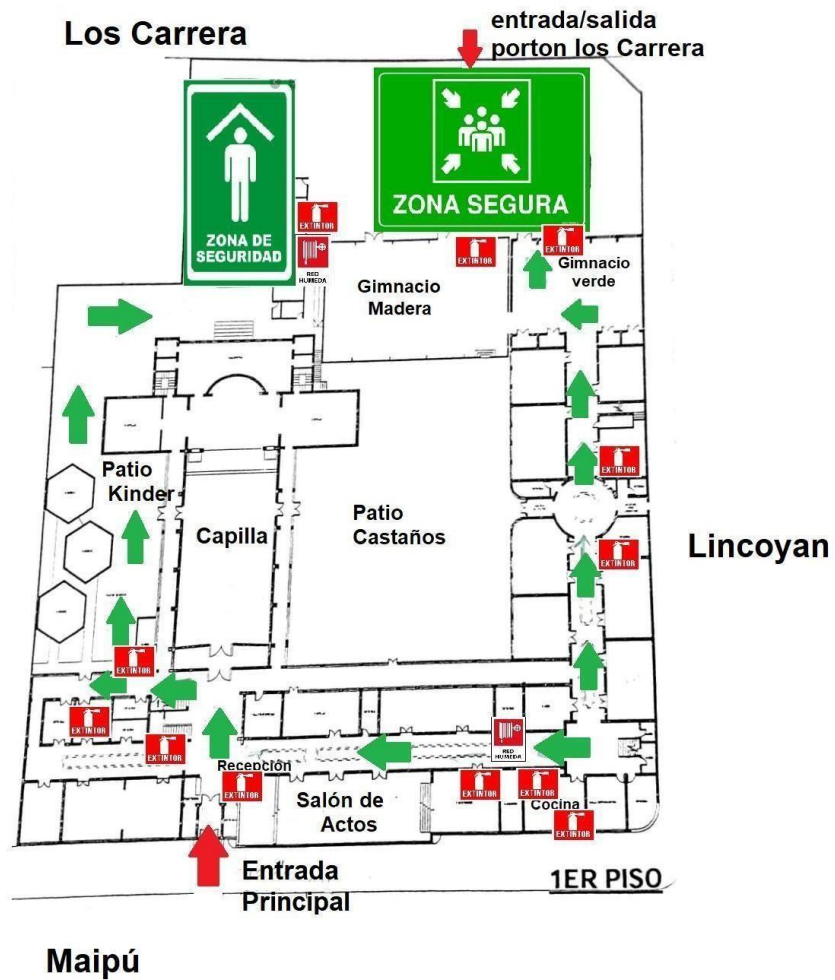 Los Carrera
entrada/salida
porton los Carrera
ZONA DE
SEGURIDAD
ZONA SEGURA
EXTINTOR
RED
HUMEDA
EXTINTOR
EXTINTOR
Gimnacio
Madera
Gimnacio
verde
Patio
Kinder
Capilla
Patio
Castaños
EXTINTOR
EXTINTOR
Lincoyan
EXTINTOR
EXTINTOR
EXTINTOR
RED
HUMEDA
Recepción
EXTINTOR
EXTINTOR
EXTINTOR
Salón de
Actos
Cocina
EXTINTOR
Entrada
Principal
1ER PISO
Maipú